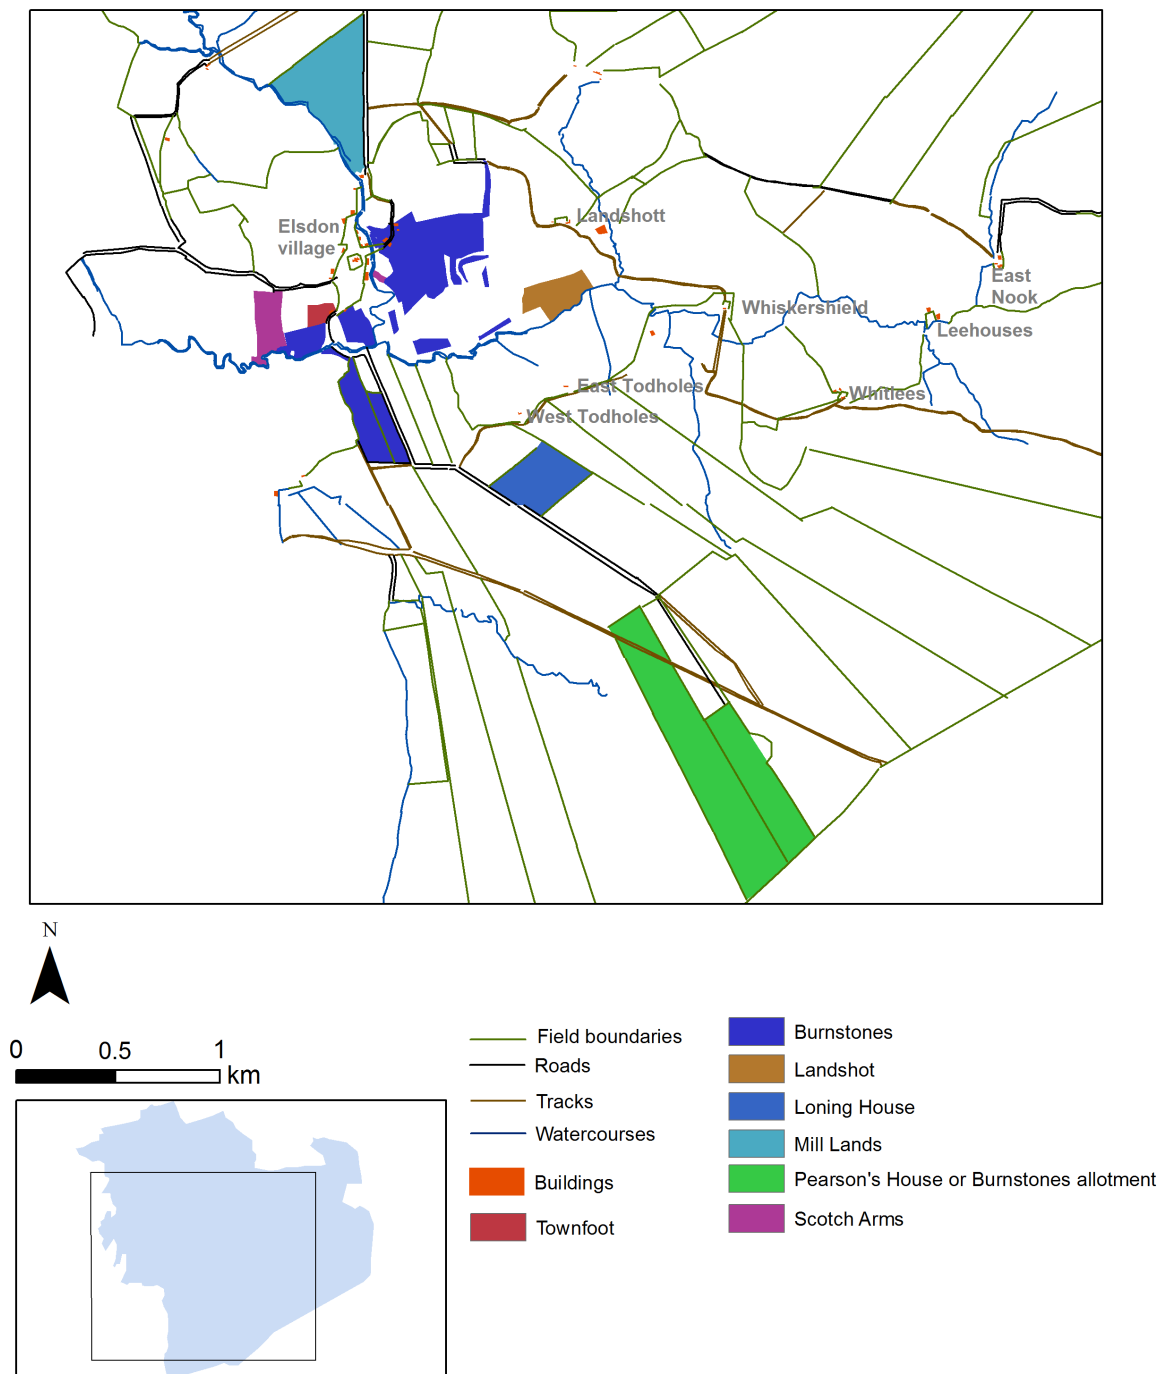 Landshott
Elsdon
village
East
Nook
Whiskershield
Leehouses
East Todholes
Whitlees
West Todholes
N
0 0.5 1
km
Field boundaries
Roads
Tracks
Watercourses
Buildings
Townfoot
Burnstones
Landshot
Loning House
Mill Lands
Pearson's House or Burnstones allotment
Scotch Arms